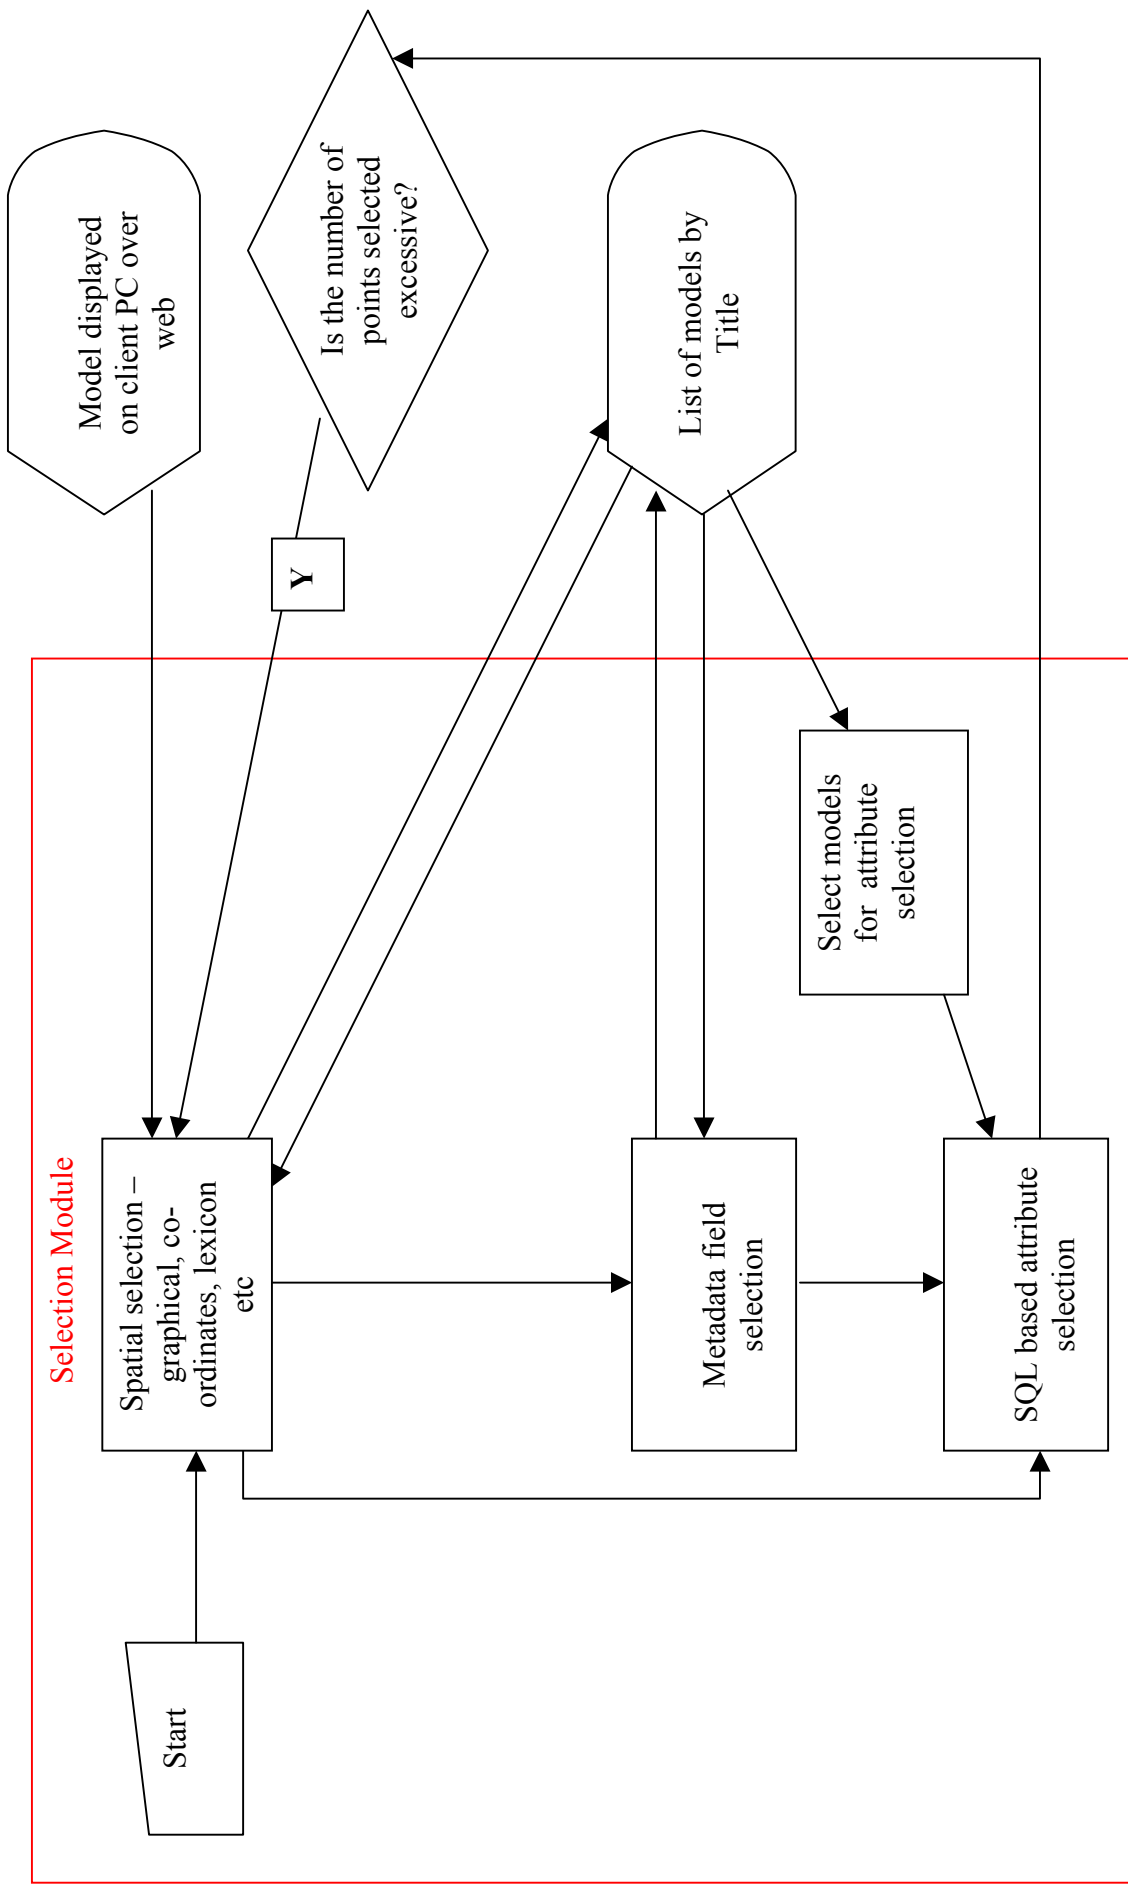 Selection Module
Start
Spatial selection –
graphical, co-
ordinates, lexicon
etc
Model displayed
on client PC over
web
Y
Is the number of
points selected
excessive?
Metadata field
selection
List of models by
Title
Select models
for attribute
selection
SQL based attribute
selection